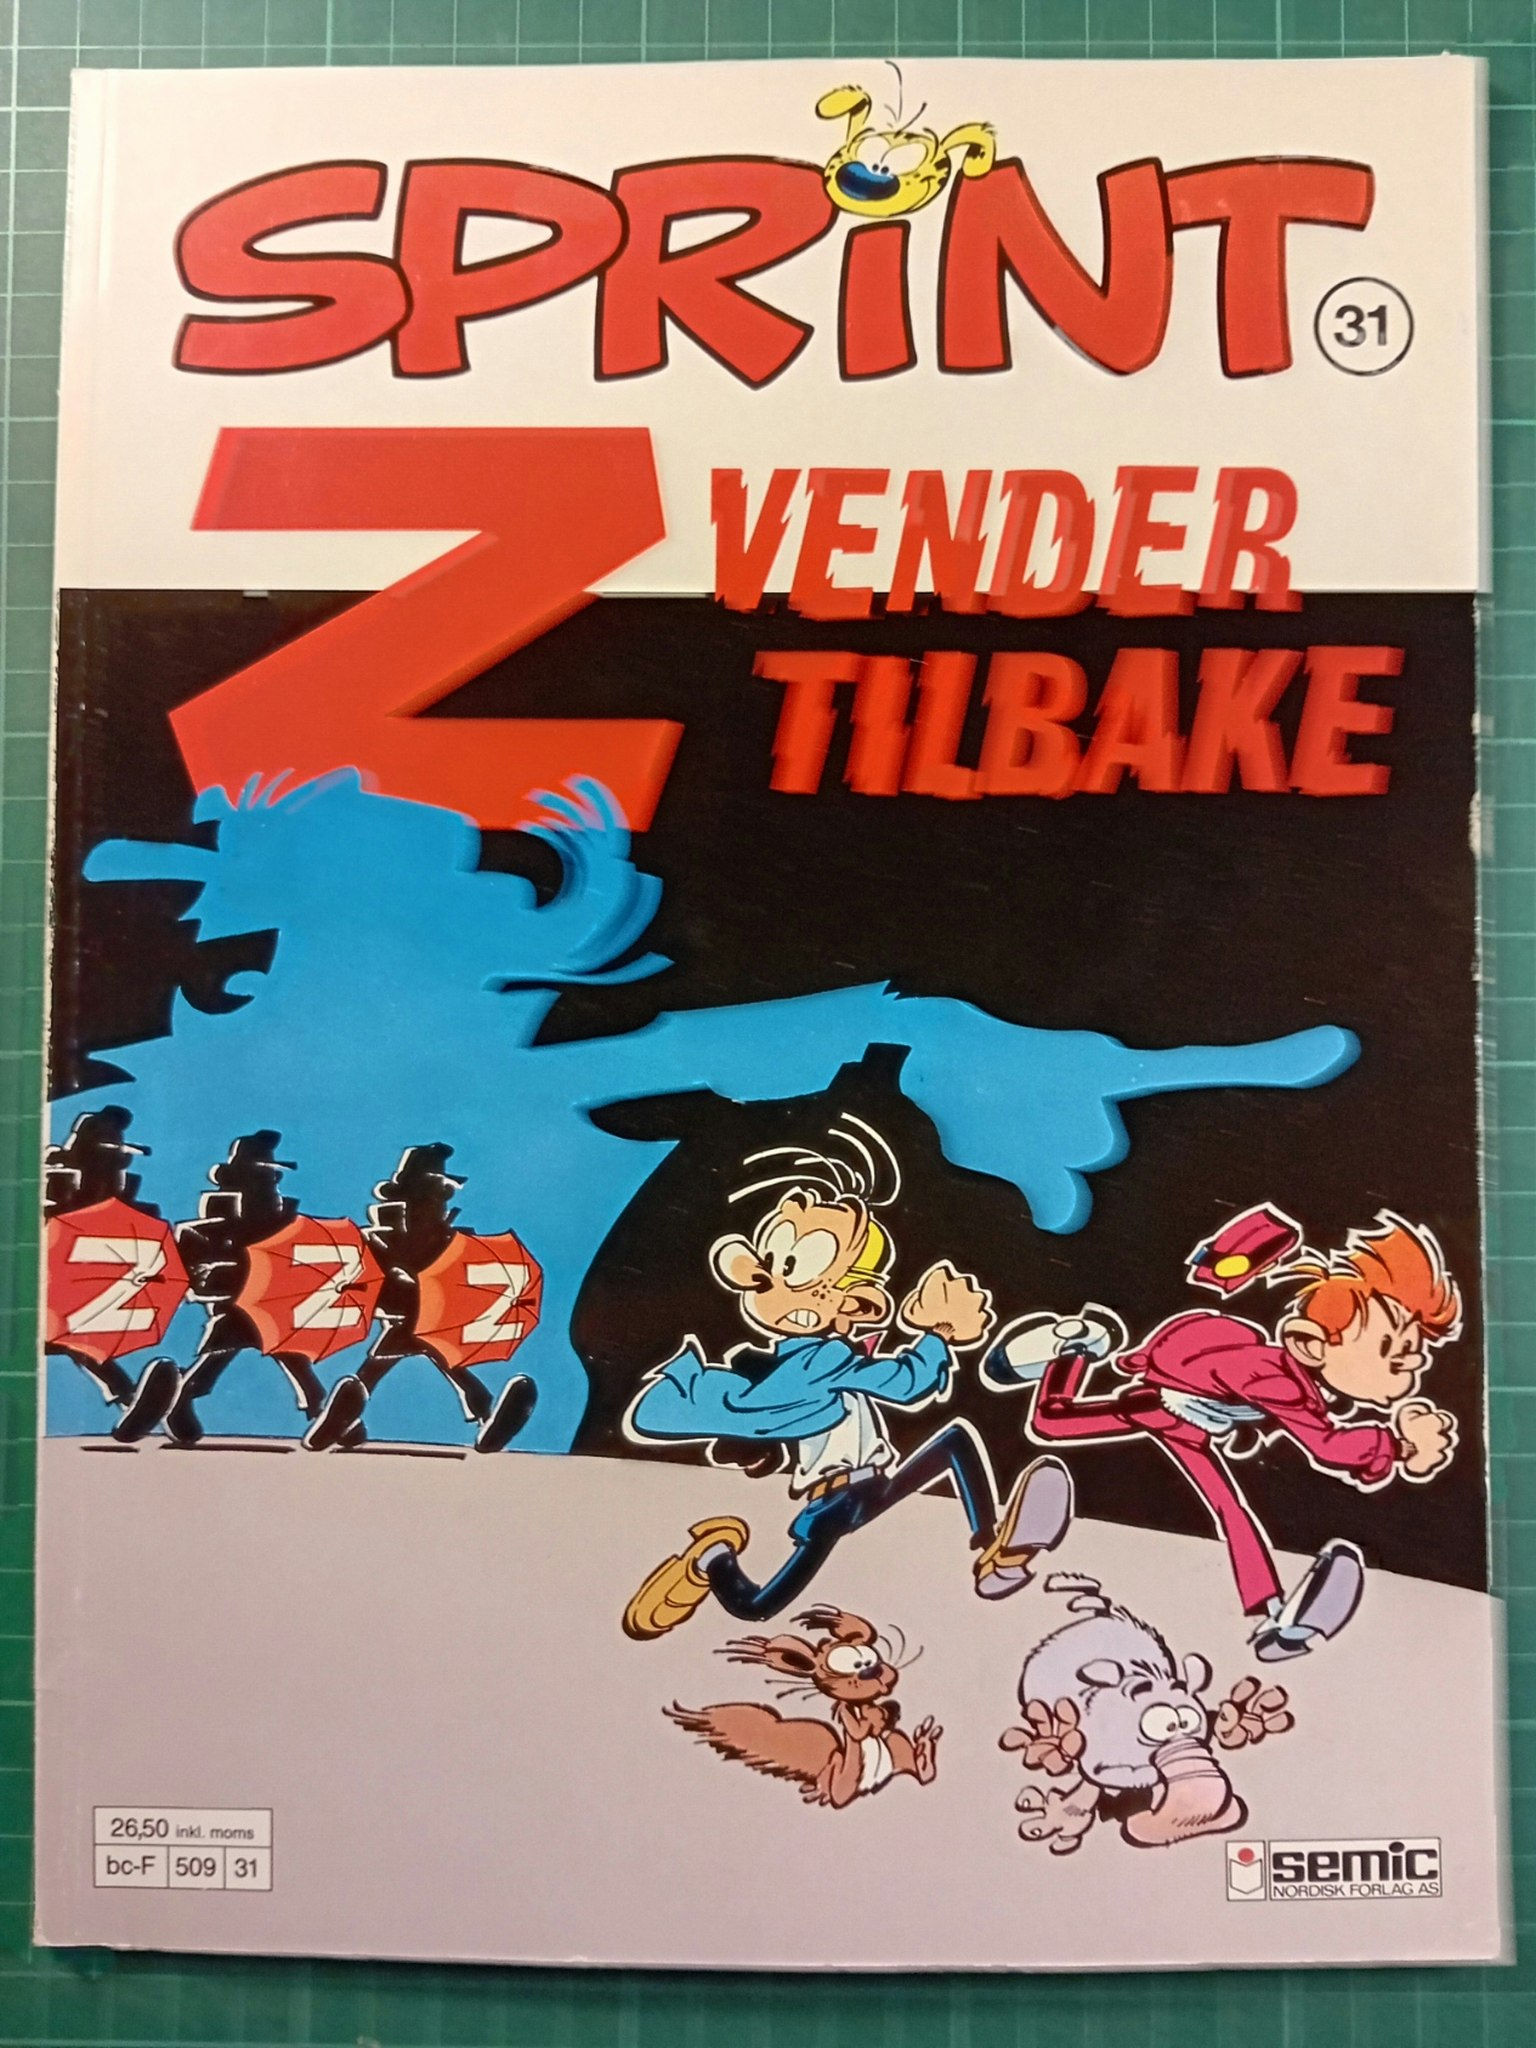 SPRINT
31
Z VENDER
TILBAKE
Z Z Z
26,50 inkl. moms
bc-F 509 31
semic
NORDISK FORLAG AS